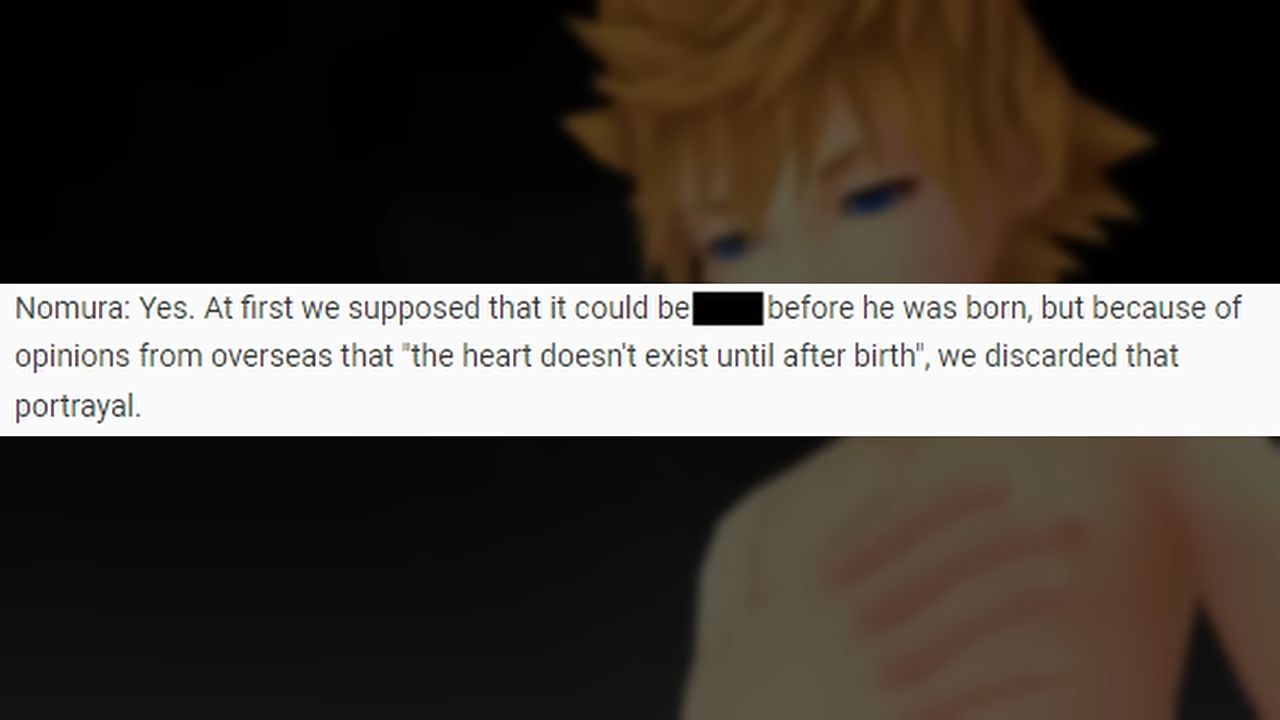 Nomura: Yes. At first we supposed that it could be before he was born, but because of
opinions from overseas that "the heart doesn't exist until after birth", we discarded that
portrayal.